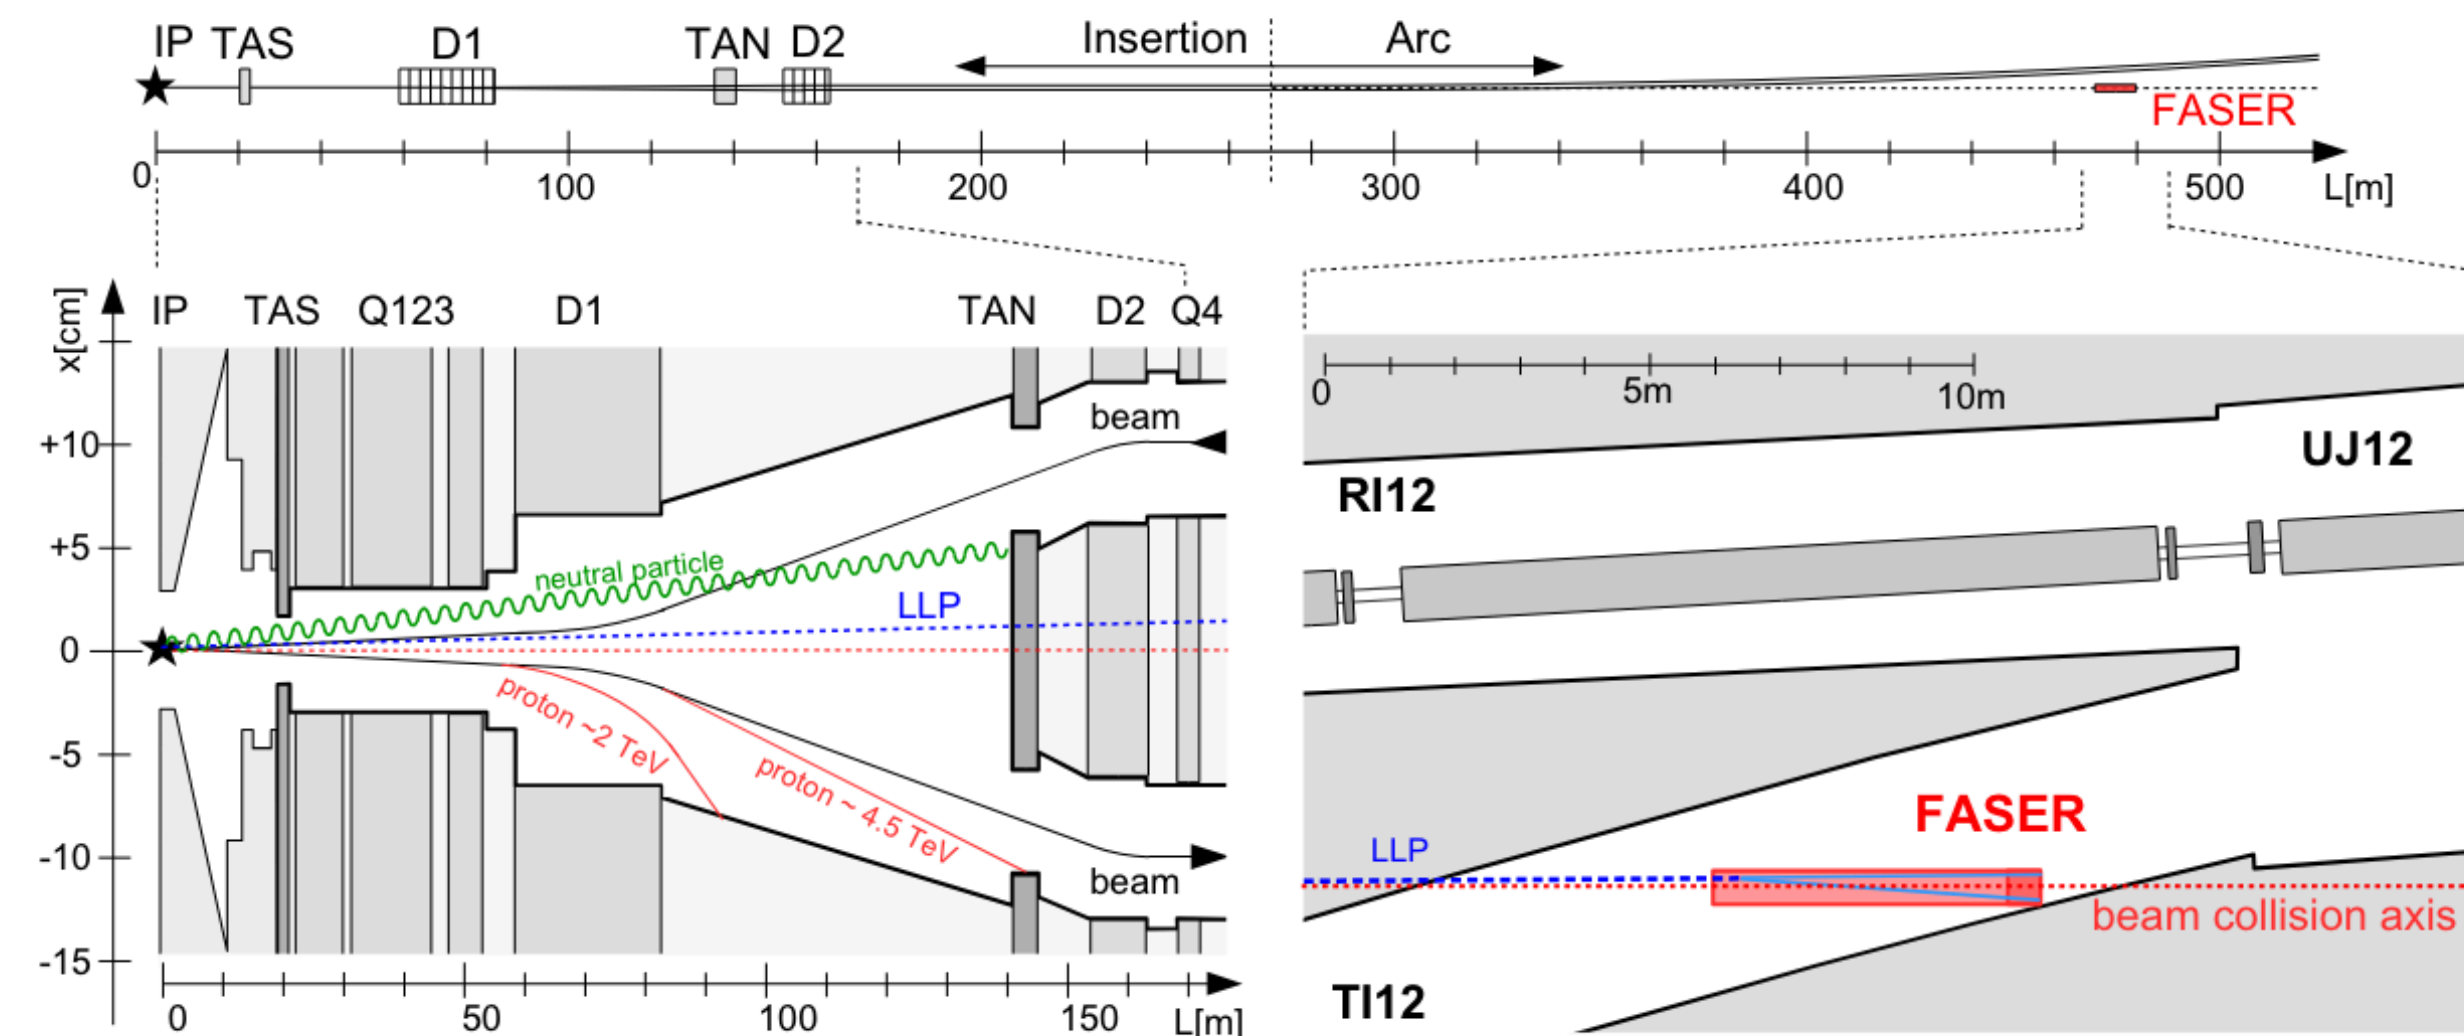 IP TAS D1 TAN D2 Insertion Arc
FASER
0 100 200 300 400 500 L[m]
x[cm]
IP TAS Q123 D1 TAN D2 Q4
+10
+5
0
-5
-10
-15
beam
neutral particle
LLP
proton ~2 TeV
proton ~ 4.5 TeV
beam
0 50 100 150 L[m]
0 5m 10m
RI12
UJ12
FASER
LLP
beam collision axis
TI12